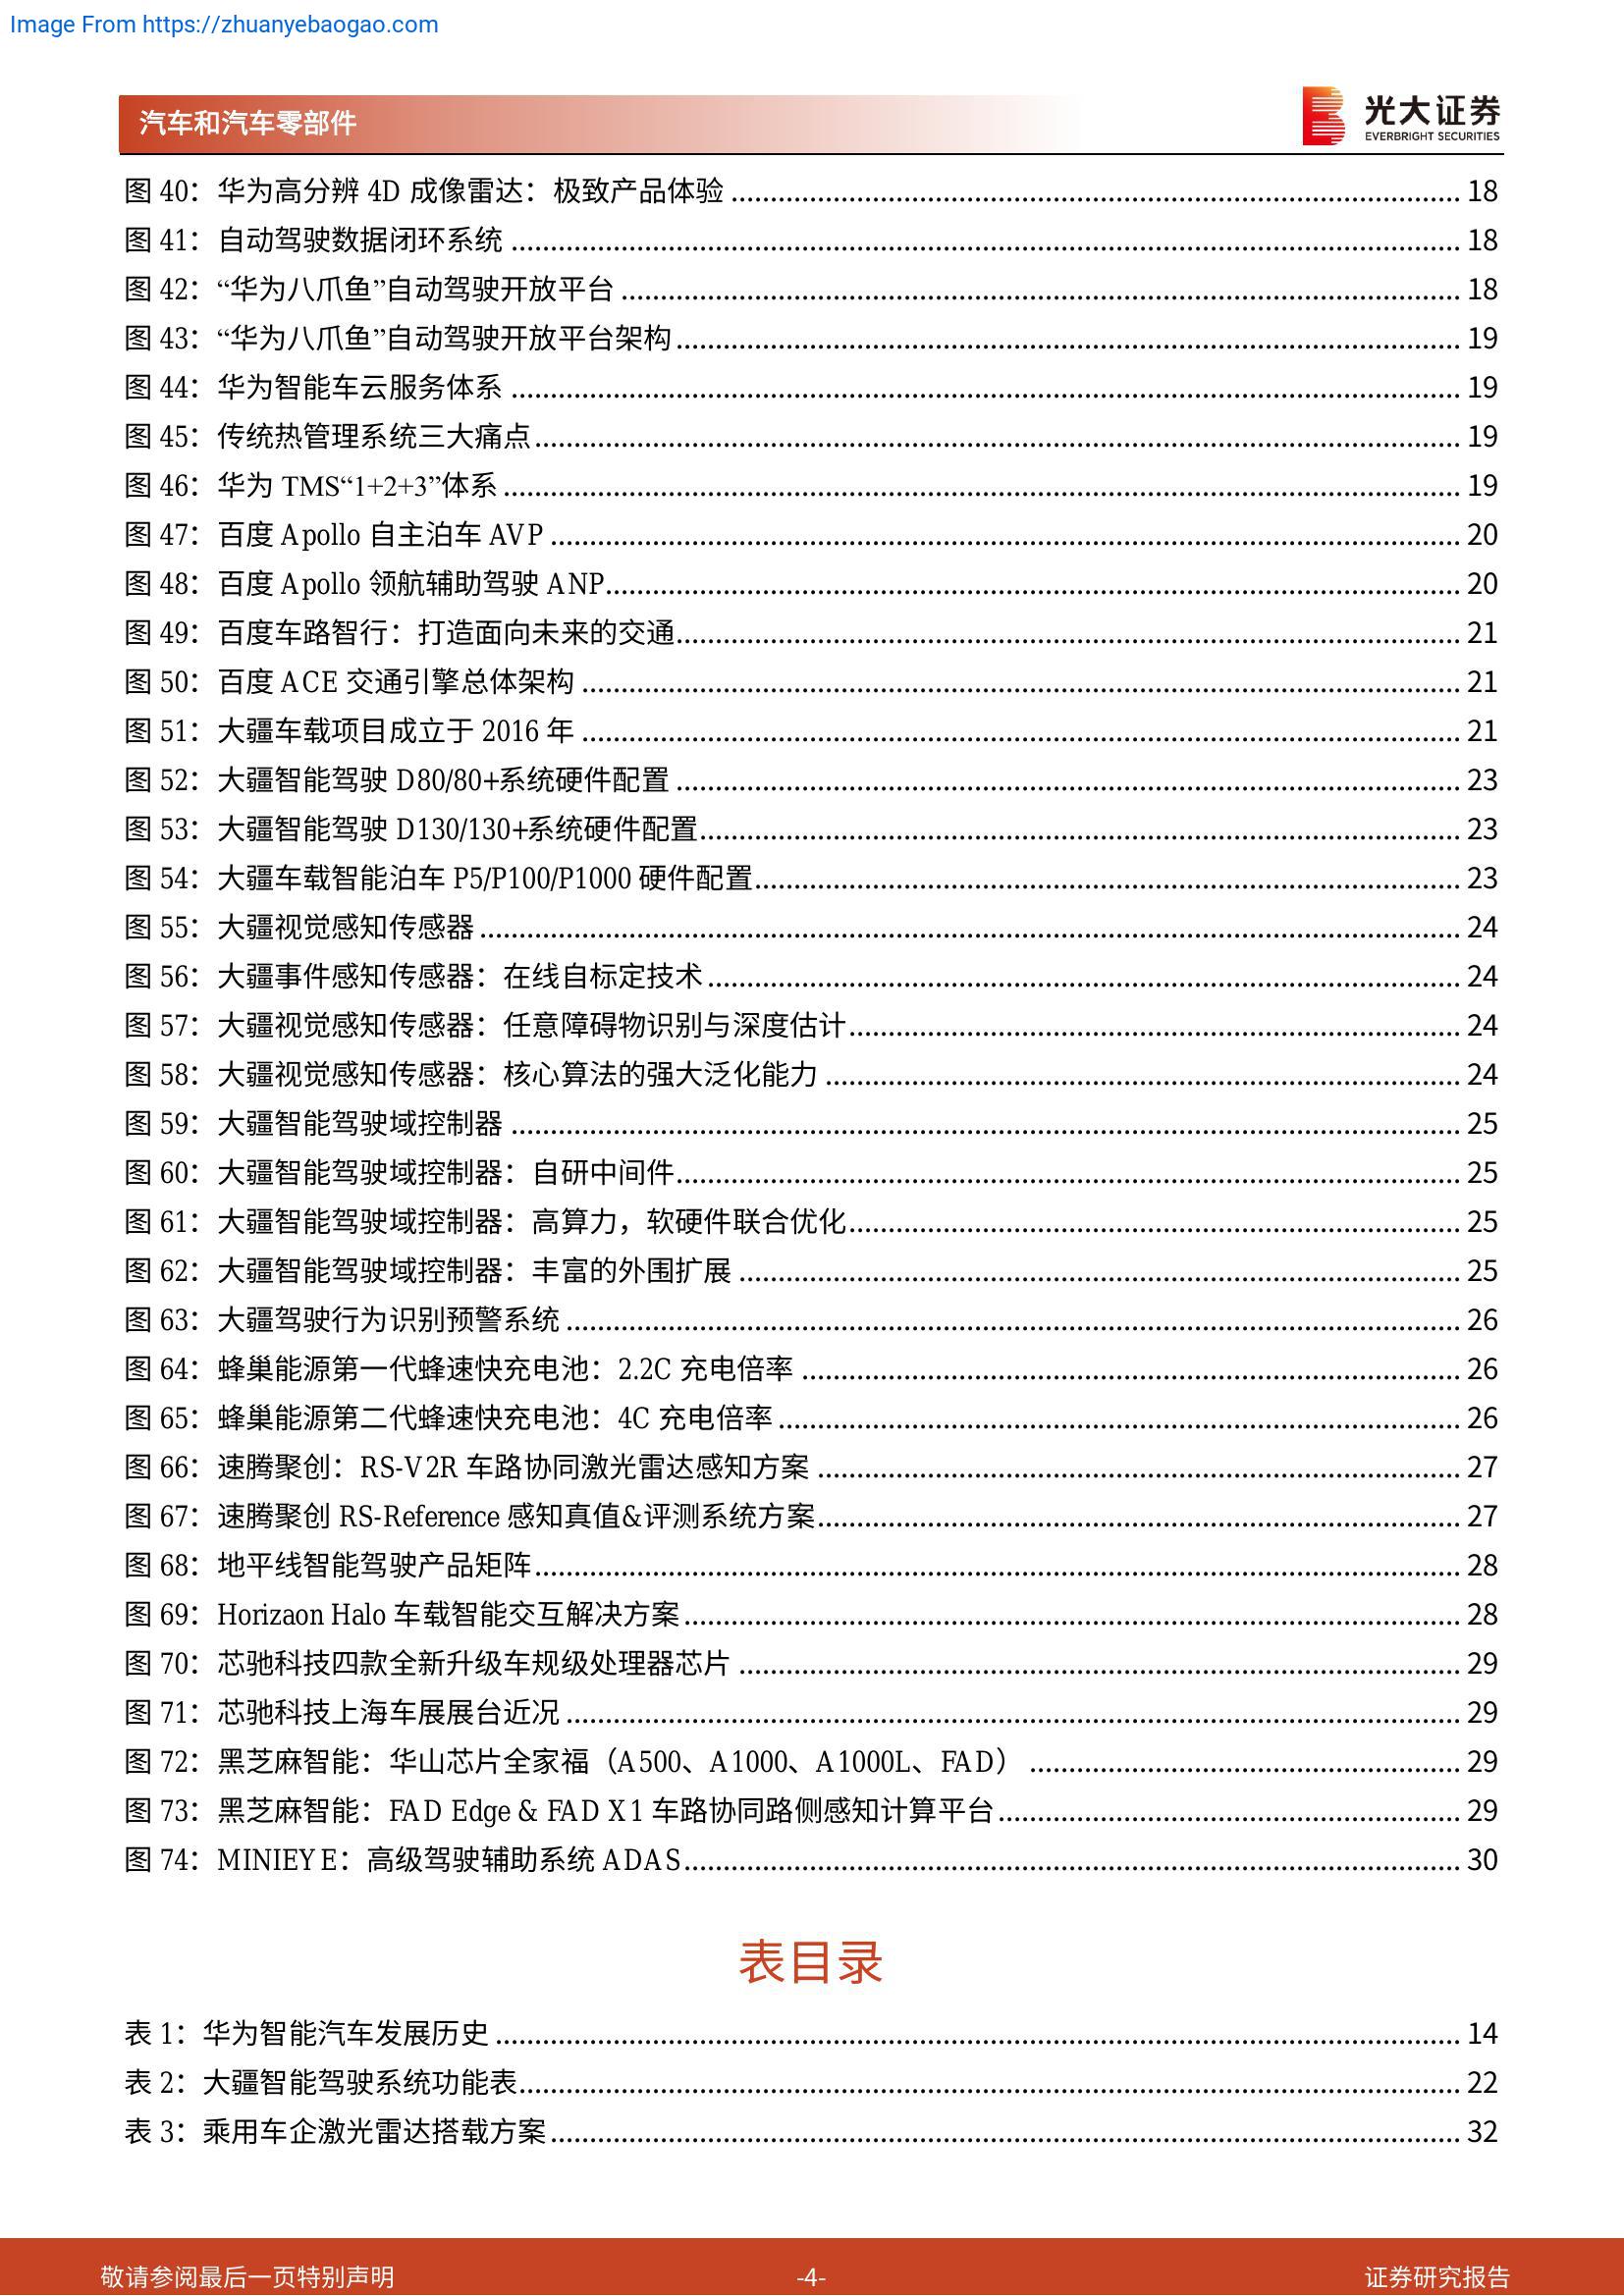 Image From https://zhuanyebaogao.com
汽车和汽车零部件
光大证券
EVERBRIGHT SECURITIES
图 40：华为高分辨 4D 成像雷达：极致产品体验 18
图 41：自动驾驶数据闭环系统 18
图 42：“华为八爪鱼”自动驾驶开放平台 18
图 43：“华为八爪鱼”自动驾驶开放平台架构 19
图 44：华为智能车云服务体系 19
图 45：传统热管理系统三大痛点 19
图 46：华为 TMS“1+2+3”体系 19
图 47：百度 Apollo 自主泊车 AVP 20
图 48：百度 Apollo 领航辅助驾驶 ANP 20
图 49：百度车路智行：打造面向未来的交通 21
图 50：百度 ACE 交通引擎总体架构 21
图 51：大疆车载项目成立于 2016 年 21
图 52：大疆智能驾驶 D80/80+系统硬件配置 23
图 53：大疆智能驾驶 D130/130+系统硬件配置 23
图 54：大疆车载智能泊车 P5/P100/P1000 硬件配置 23
图 55：大疆视觉感知传感器 24
图 56：大疆事件感知传感器：在线自标定技术 24
图 57：大疆视觉感知传感器：任意障碍物识别与深度估计 24
图 58：大疆视觉感知传感器：核心算法的强大泛化能力 24
图 59：大疆智能驾驶域控制器 25
图 60：大疆智能驾驶域控制器：自研中间件 25
图 61：大疆智能驾驶域控制器：高算力，软硬件联合优化 25
图 62：大疆智能驾驶域控制器：丰富的外围扩展 25
图 63：大疆驾驶行为识别预警系统 26
图 64：蜂巢能源第一代蜂速快充电池：2.2C 充电倍率 26
图 65：蜂巢能源第二代蜂速快充电池：4C 充电倍率 26
图 66：速腾聚创：RS-V2R 车路协同激光雷达感知方案 27
图 67：速腾聚创 RS-Reference 感知真值&评测系统方案 27
图 68：地平线智能驾驶产品矩阵 28
图 69：Horizaon Halo 车载智能交互解决方案 28
图 70：芯驰科技四款全新升级车规级处理器芯片 29
图 71：芯驰科技上海车展展台近况 29
图 72：黑芝麻智能：华山芯片全家福（A500、A1000、A1000L、FAD） 29
图 73：黑芝麻智能：FAD Edge & FAD X1 车路协同路侧感知计算平台 29
图 74：MINIEYE：高级驾驶辅助系统 ADAS 30
表目录
表 1：华为智能汽车发展历史 14
表 2：大疆智能驾驶系统功能表 22
表 3：乘用车企激光雷达搭载方案 32
敬请参阅最后一页特别声明
-4-
证券研究报告